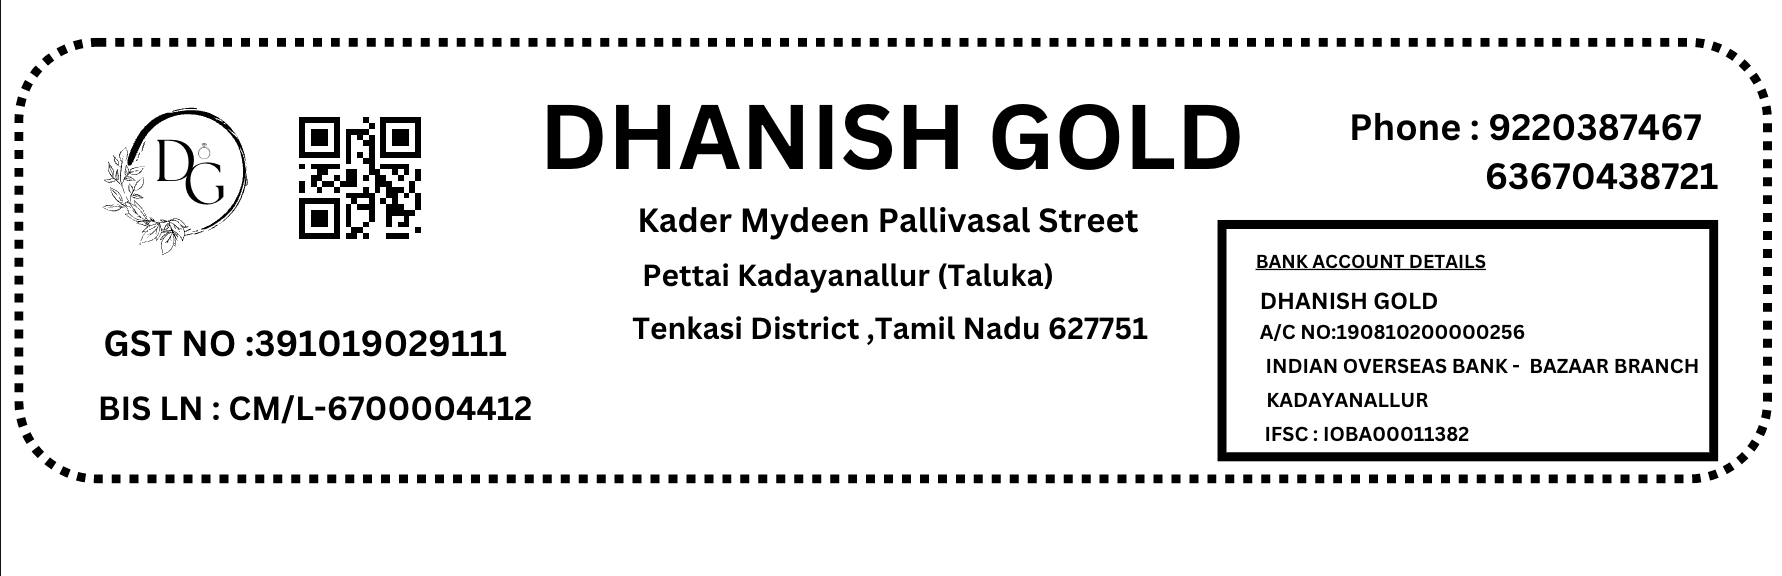 DG
DHANISH GOLD
Phone : 9220387467
63670438721
Kader Mydeen Pallivasal Street
Pettai Kadayanallur (Taluka)
Tenkasi District ,Tamil Nadu 627751
GST NO :391019029111
BIS LN : CM/L-6700004412
BANK ACCOUNT DETAILS
DHANISH GOLD
A/C NO:190810200000256
INDIAN OVERSEAS BANK - BAZAAR BRANCH
KADAYANALLUR
IFSC : IOBA00011382